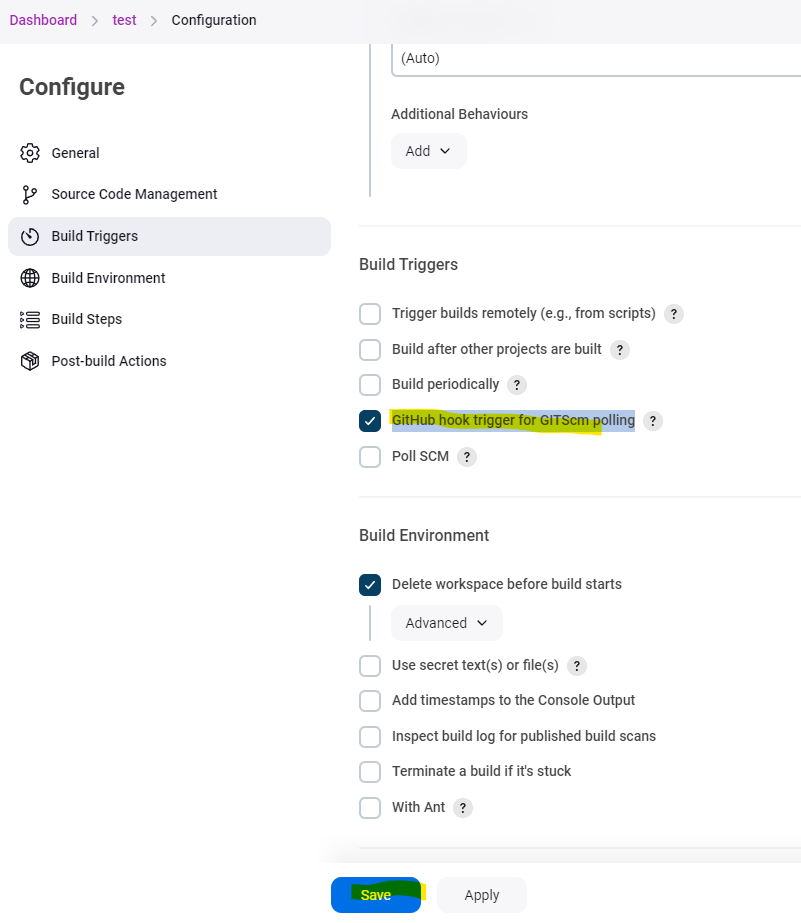 Dashboard > test > Configuration
Configure
General
Source Code Management
Build Triggers
Build Environment
Build Steps
Post-build Actions
(Auto)
Additional Behaviours
Add
Build Triggers
Trigger builds remotely (e.g., from scripts) ?
Build after other projects are built ?
Build periodically ?
GitHub hook trigger for GITScm polling ?
Poll SCM ?
Build Environment
Delete workspace before build starts
Advanced
Use secret text(s) or file(s) ?
Add timestamps to the Console Output
Inspect build log for published build scans
Terminate a build if it's stuck
With Ant ?
Save Apply